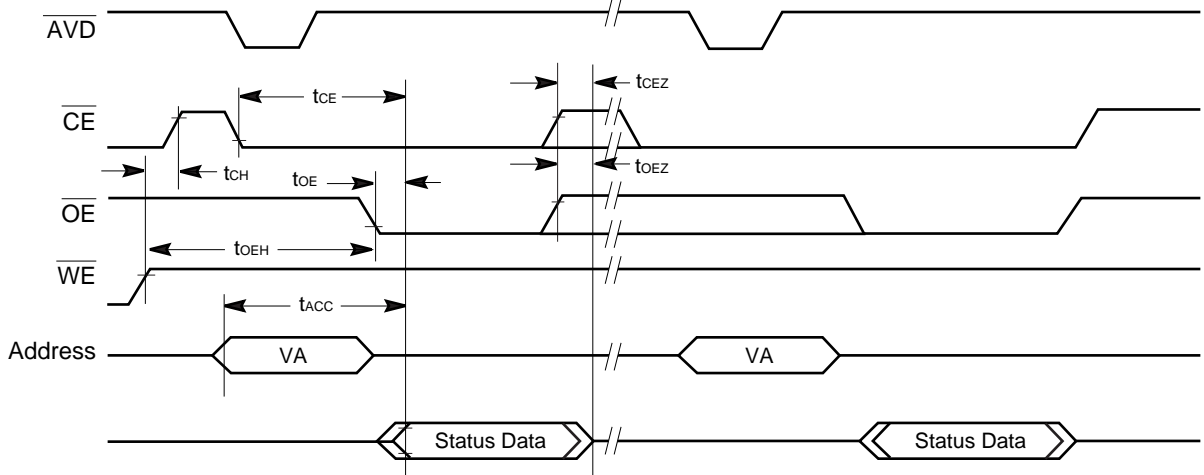 AVD
tCEZ
tCE
CE
tCH
tOEZ
tOE
OE
tOEH
WE
tACC
Address
VA
VA
Status Data
Status Data